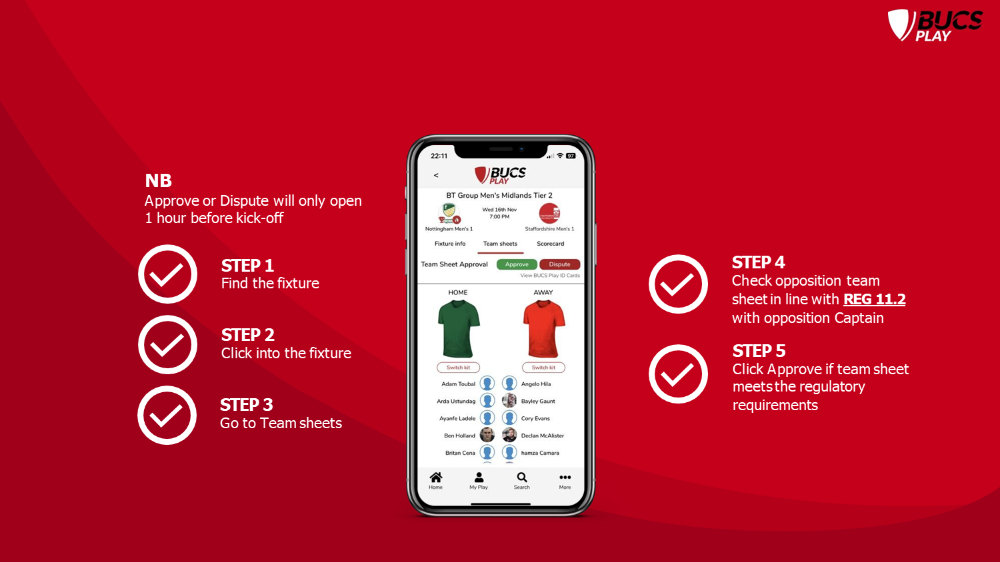 BUCS
PLAY
NB
Approve or Dispute will only open
1 hour before kick-off
STEP 1
Find the fixture
STEP 2
Click into the fixture
STEP 3
Go to Team sheets
22:11
97
<
BUCS
PLAY
BT Group Men's Midlands Tier 2
Wed 16th Nov
7:00 PM
Nottingham Men's 1
Staffordshire Men's 1
Fixture info Team sheets Scorecard
Team Sheet Approval Approve Dispute
View BUCS Play ID Cards
HOME AWAY
Switch kit Switch kit
Adam Toubal Angelo Hila
Arda Ustundag Bayley Gaunt
Ayanfe Ladele Cory Evans
Ben Holland Declan McAlister
Britan Cena hamza Camara
Home My Play Search More
STEP 4
Check opposition team
sheet in line with REG 11.2
with opposition Captain
STEP 5
Click Approve if team sheet
meets the regulatory
requirements